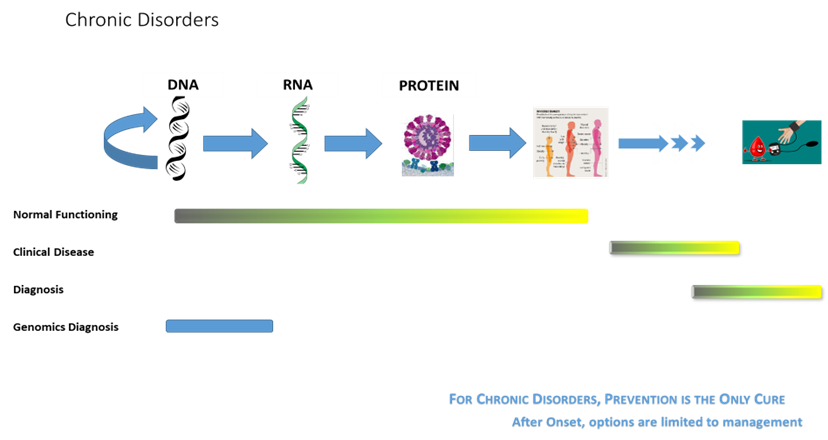 Chronic Disorders
DNA
RNA
PROTEIN
Normal Functioning
Clinical Disease
Diagnosis
Genomics Diagnosis
FOR CHRONIC DISORDERS, PREVENTION IS THE ONLY CURE
After Onset, options are limited to management